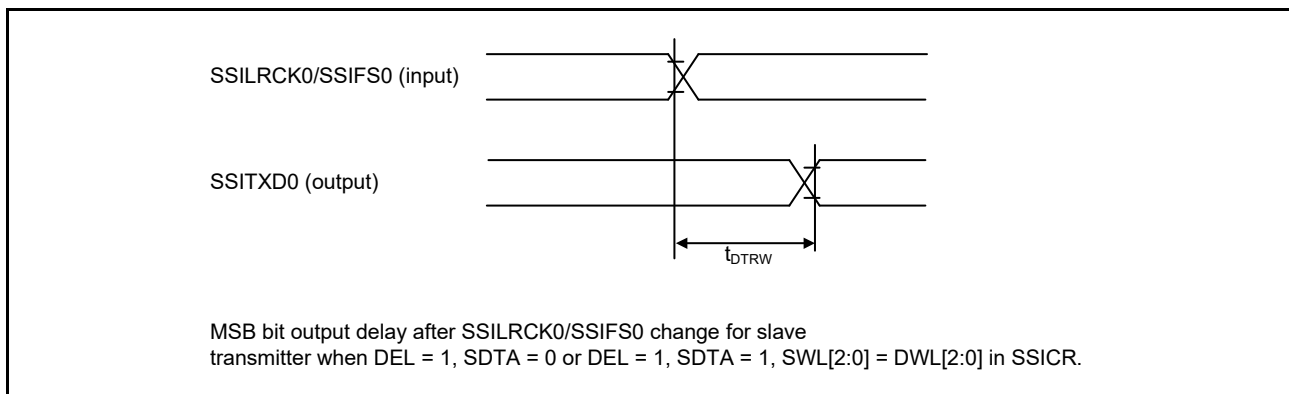 SSILRCK0/SSIFS0 (input)
SSITXD0 (output)
tDTRW
MSB bit output delay after SSILRCK0/SSIFS0 change for slave
transmitter when DEL = 1, SDTA = 0 or DEL = 1, SDTA = 1, SWL[2:0] = DWL[2:0] in SSICR.